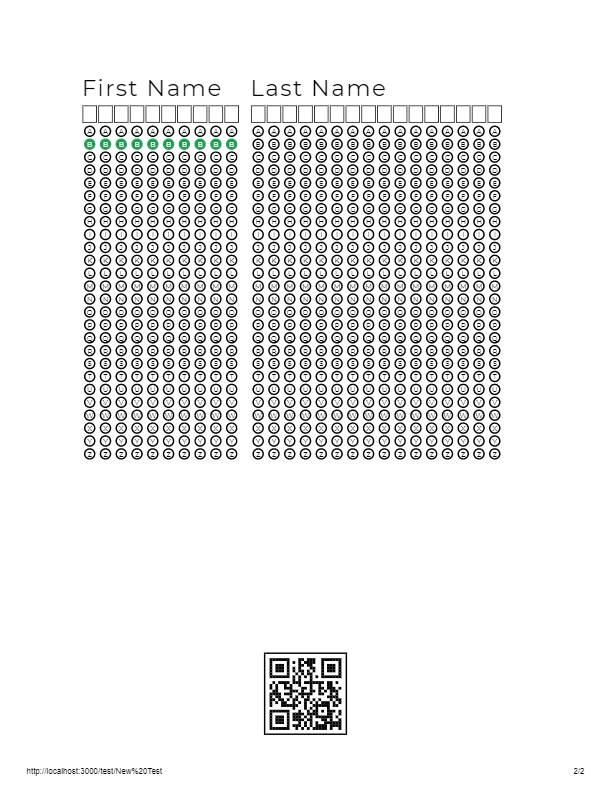 First Name Last Name
A A A A A A A A A A A A A A A A A A A A A A A A A A
B B B B B B B B B B B B B B B B B B B B B B B B B B
C C C C C C C C C C C C C C C C C C C C C C C C C C
D D D D D D D D D D D D D D D D D D D D D D D D D D
E E E E E E E E E E E E E E E E E E E E E E E E E E
F F F F F F F F F F F F F F F F F F F F F F F F F F
G G G G G G G G G G G G G G G G G G G G G G G G G G
H H H H H H H H H H H H H H H H H H H H H H H H H H
I I I I I I I I I I I I I I I I I I I I I I I I I I
J J J J J J J J J J J J J J J J J J J J J J J J J J
K K K K K K K K K K K K K K K K K K K K K K K K K K
L L L L L L L L L L L L L L L L L L L L L L L L L L
M M M M M M M M M M M M M M M M M M M M M M M M M M
N N N N N N N N N N N N N N N N N N N N N N N N N N
O O O O O O O O O O O O O O O O O O O O O O O O O O
P P P P P P P P P P P P P P P P P P P P P P P P P P
Q Q Q Q Q Q Q Q Q Q Q Q Q Q Q Q Q Q Q Q Q Q Q Q Q Q
R R R R R R R R R R R R R R R R R R R R R R R R R R
S S S S S S S S S S S S S S S S S S S S S S S S S S
T T T T T T T T T T T T T T T T T T T T T T T T T T
U U U U U U U U U U U U U U U U U U U U U U U U U U
V V V V V V V V V V V V V V V V V V V V V V V V V V
W W W W W W W W W W W W W W W W W W W W W W W W W W
X X X X X X X X X X X X X X X X X X X X X X X X X X
Y Y Y Y Y Y Y Y Y Y Y Y Y Y Y Y Y Y Y Y Y Y Y Y Y Y
Z Z Z Z Z Z Z Z Z Z Z Z Z Z Z Z Z Z Z Z Z Z Z Z Z Z
http://localhost:3000/test/New%20Test 2/2